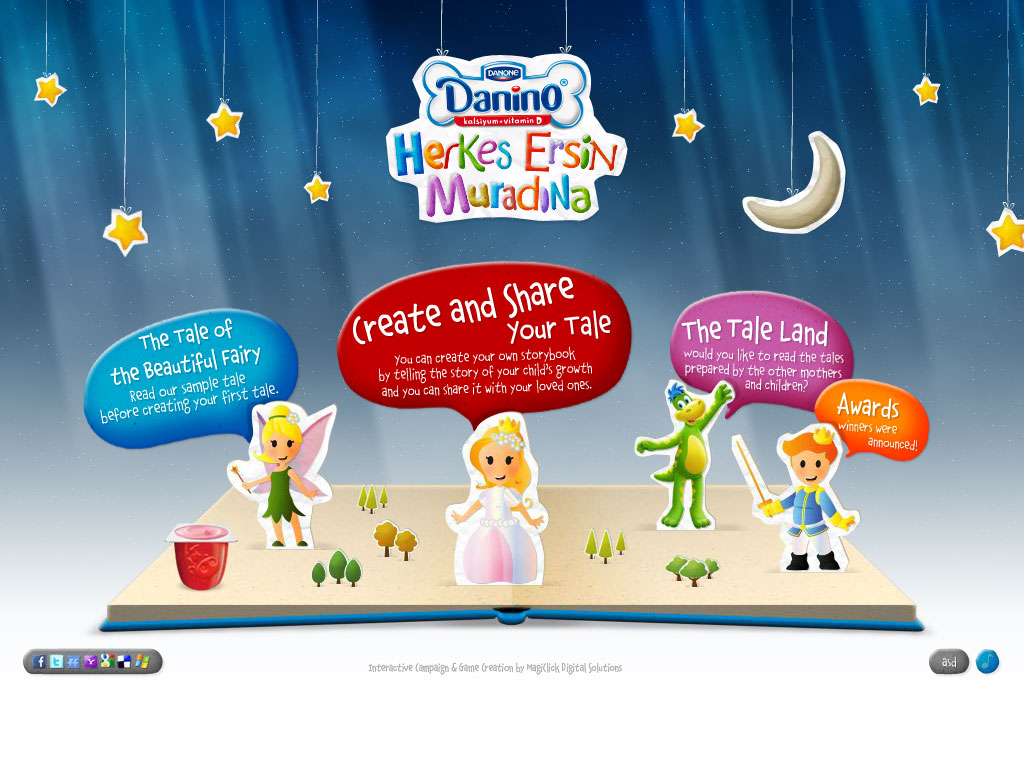 DANONE
Danino®
kalsiyum+vitamin D
Herkes Ersin
Muradına
Create and Share
Your Tale
You can create your own storybook
by telling the story of your child's growth
and you can share it with your loved ones.
The Tale of
the Beautiful Fairy
Read our sample tale
before creating your first tale.
The Tale Land
would you like to read the tales
prepared by the other mothers
and children?
Awards
winners were
announced!
Interactive Campaign & Game Creation by MagiClick Digital Solutions
asd